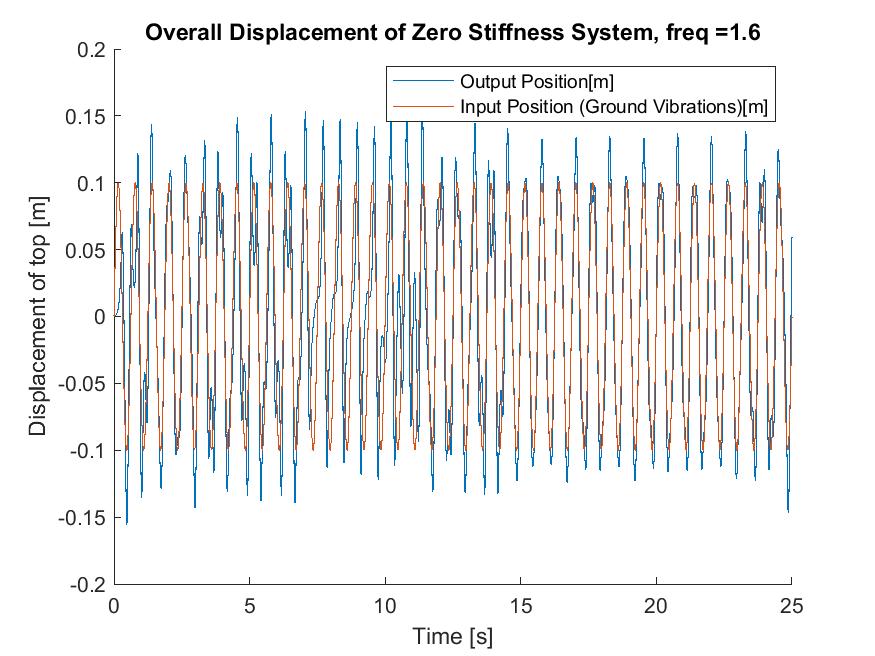 Overall Displacement of Zero Stiffness System, freq =1.6
0.2
Output Position[m]
Input Position (Ground Vibrations)[m]
0.15
0.1
0.05
0
-0.05
-0.1
-0.15
-0.2
Displacement of top [m]
0 5 10 15 20 25
Time [s]